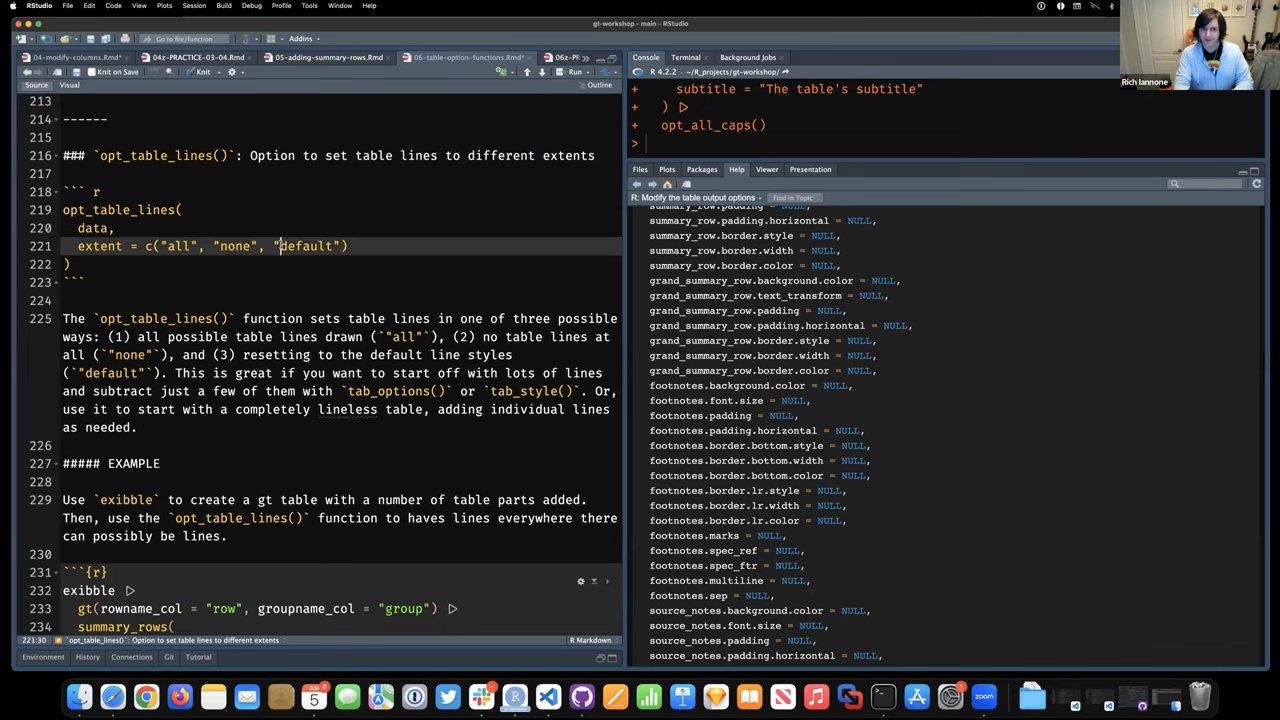 RStudio File Edit Code View Plots Session Build Debug Profile Tools Window Help
gt-workshop - main - RStudio
Go to file/function Addins
04-modify-columns.Rmd* 04z-PRACTICE-03-04.Rmd 05-adding-summary-rows.Rmd 06-table-option-functions.Rmd* 06z-PR
Knit on Save Knit Run
Source Visual Outline
213
214 ------
215
216 ### `opt_table_lines()`: Option to set table lines to different extents
217
218 ``` r
219 opt_table_lines(
220 data,
221 extent = c("all", "none", "default")
222 )
223 ```
224
225 The `opt_table_lines()` function sets table lines in one of three possible
ways: (1) all possible table lines drawn (`"all"`), (2) no table lines at
all (`"none"`), and (3) resetting to the default line styles
(`"default"`). This is great if you want to start off with lots of lines
and subtract just a few of them with `tab_options()` or `tab_style()`. Or,
use it to start with a completely lineless table, adding individual lines
as needed.
226
227 ##### EXAMPLE
228
229 Use `exibble` to create a gt table with a number of table parts added.
Then, use the `opt_table_lines()` function to haves lines everywhere there
can possibly be lines.
230
231 ```{r}
232 exibble |>
233 gt(rowname_col = "row", groupname_col = "group") |>
234 summary_rows(
221:30 `opt_table_lines()`: Option to set table lines to different extents R Markdown
Environment History Connections Git Tutorial
Console Terminal Background Jobs
R 4.2.2 · ~/R_projects/gt-workshop/
+ subtitle = "The table's subtitle"
+ ) |>
+ opt_all_caps()
>
Files Plots Packages Help Viewer Presentation
R: Modify the table output options Find in Topic
summary_row.padding = NULL,
summary_row.padding.horizontal = NULL,
summary_row.border.style = NULL,
summary_row.border.width = NULL,
summary_row.border.color = NULL,
grand_summary_row.background.color = NULL,
grand_summary_row.text_transform = NULL,
grand_summary_row.padding = NULL,
grand_summary_row.padding.horizontal = NULL,
grand_summary_row.border.style = NULL,
grand_summary_row.border.width = NULL,
grand_summary_row.border.color = NULL,
footnotes.background.color = NULL,
footnotes.font.size = NULL,
footnotes.padding = NULL,
footnotes.padding.horizontal = NULL,
footnotes.border.bottom.style = NULL,
footnotes.border.bottom.width = NULL,
footnotes.border.bottom.color = NULL,
footnotes.border.lr.style = NULL,
footnotes.border.lr.width = NULL,
footnotes.border.lr.color = NULL,
footnotes.marks = NULL,
footnotes.spec_ref = NULL,
footnotes.spec_ftr = NULL,
footnotes.multiline = NULL,
footnotes.sep = NULL,
source_notes.background.color = NULL,
source_notes.font.size = NULL,
source_notes.padding = NULL,
source_notes.padding.horizontal = NULL,
Rich Iannone
JUN
5
zoom